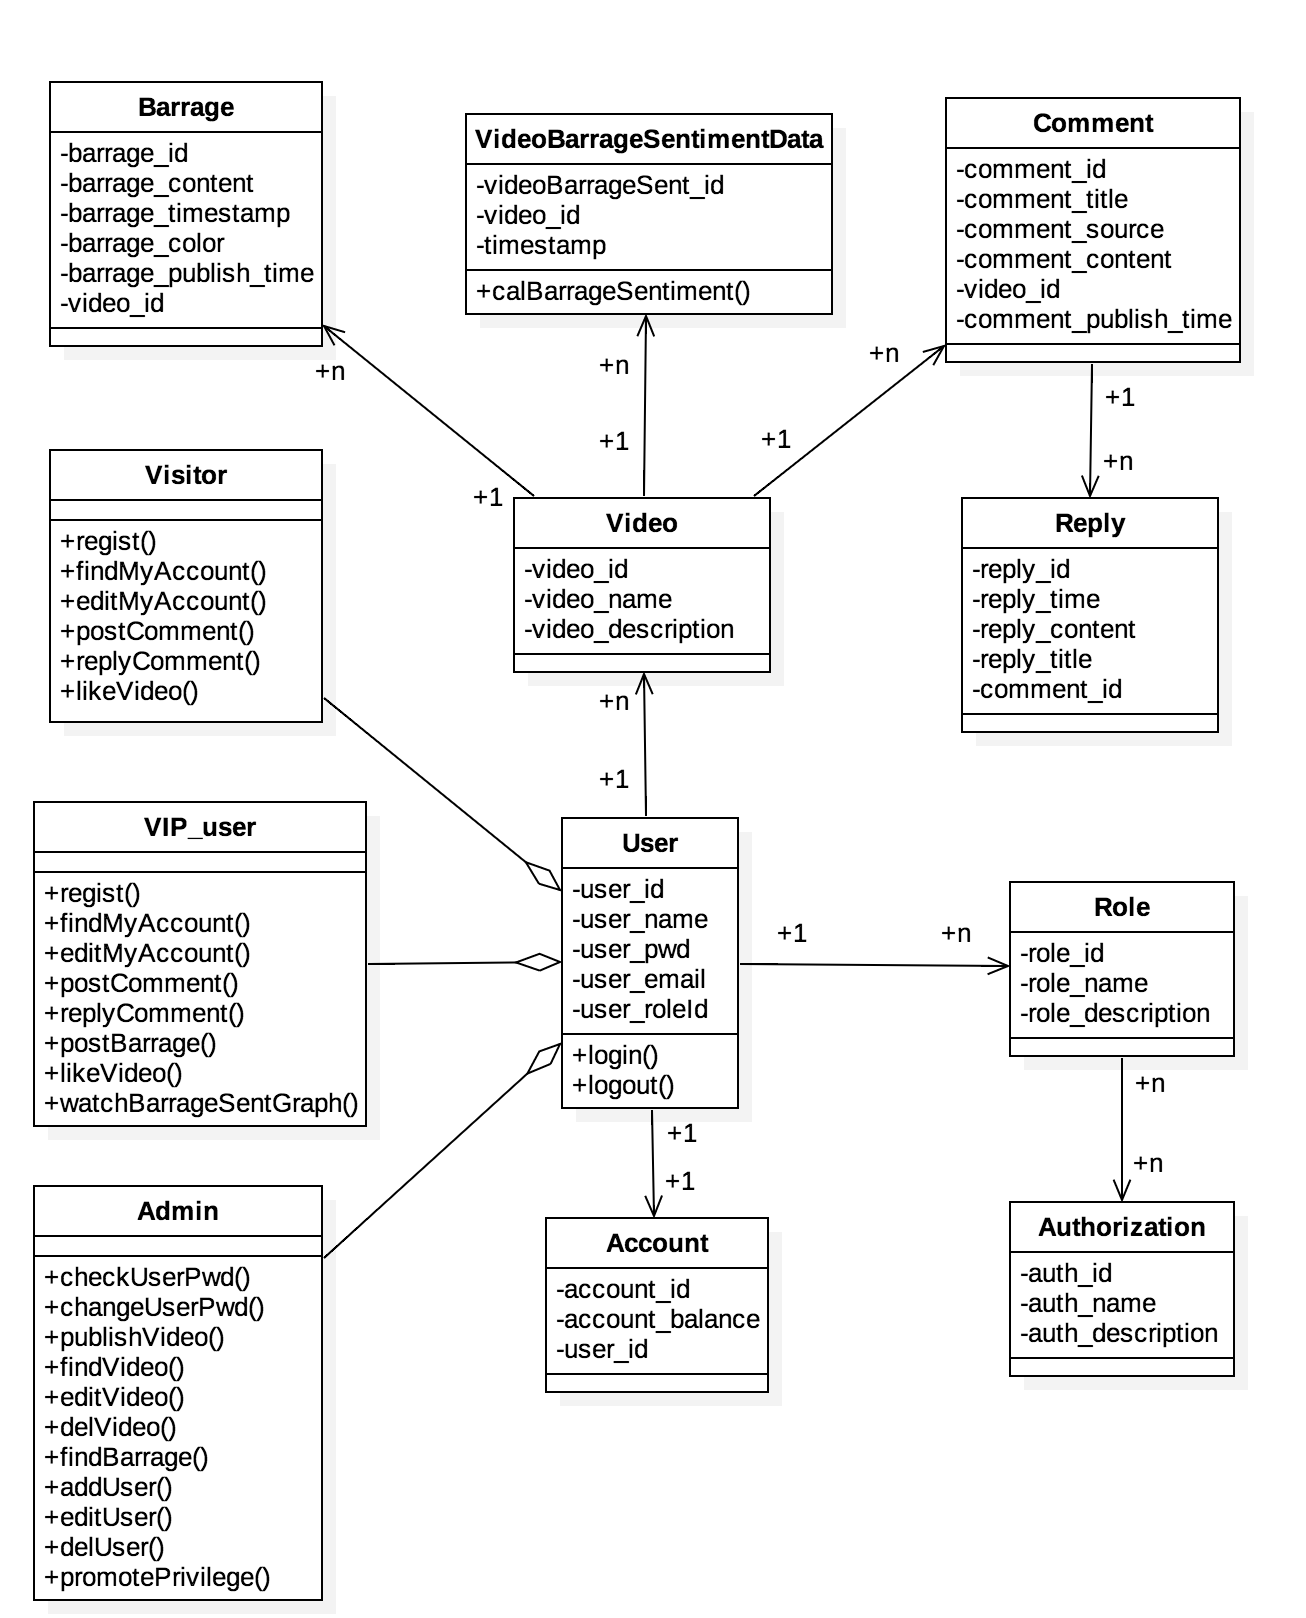 Barrage
-barrage_id
-barrage_content
-barrage_timestamp
-barrage_color
-barrage_publish_time
-video_id
VideoBarrageSentimentData
-videoBarrageSent_id
-video_id
-timestamp
+calBarrageSentiment()
Comment
-comment_id
-comment_title
-comment_source
-comment_content
-video_id
-comment_publish_time
+n
+n
+n
+1
+1
+1
+1
+n
Visitor
+regist()
+findMyAccount()
+editMyAccount()
+postComment()
+replyComment()
+likeVideo()
Video
-video_id
-video_name
-video_description
Reply
-reply_id
-reply_time
-reply_content
-reply_title
-comment_id
+n
+1
VIP_user
+regist()
+findMyAccount()
+editMyAccount()
+postComment()
+replyComment()
+postBarrage()
+likeVideo()
+watchBarrageSentGraph()
User
-user_id
-user_name
-user_pwd
-user_email
-user_roleId
+login()
+logout()
+1
+n
Role
-role_id
-role_name
-role_description
+n
+n
+1
+1
Admin
+checkUserPwd()
+changeUserPwd()
+publishVideo()
+findVideo()
+editVideo()
+delVideo()
+findBarrage()
+addUser()
+editUser()
+delUser()
+promotePrivilege()
Account
-account_id
-account_balance
-user_id
Authorization
-auth_id
-auth_name
-auth_description